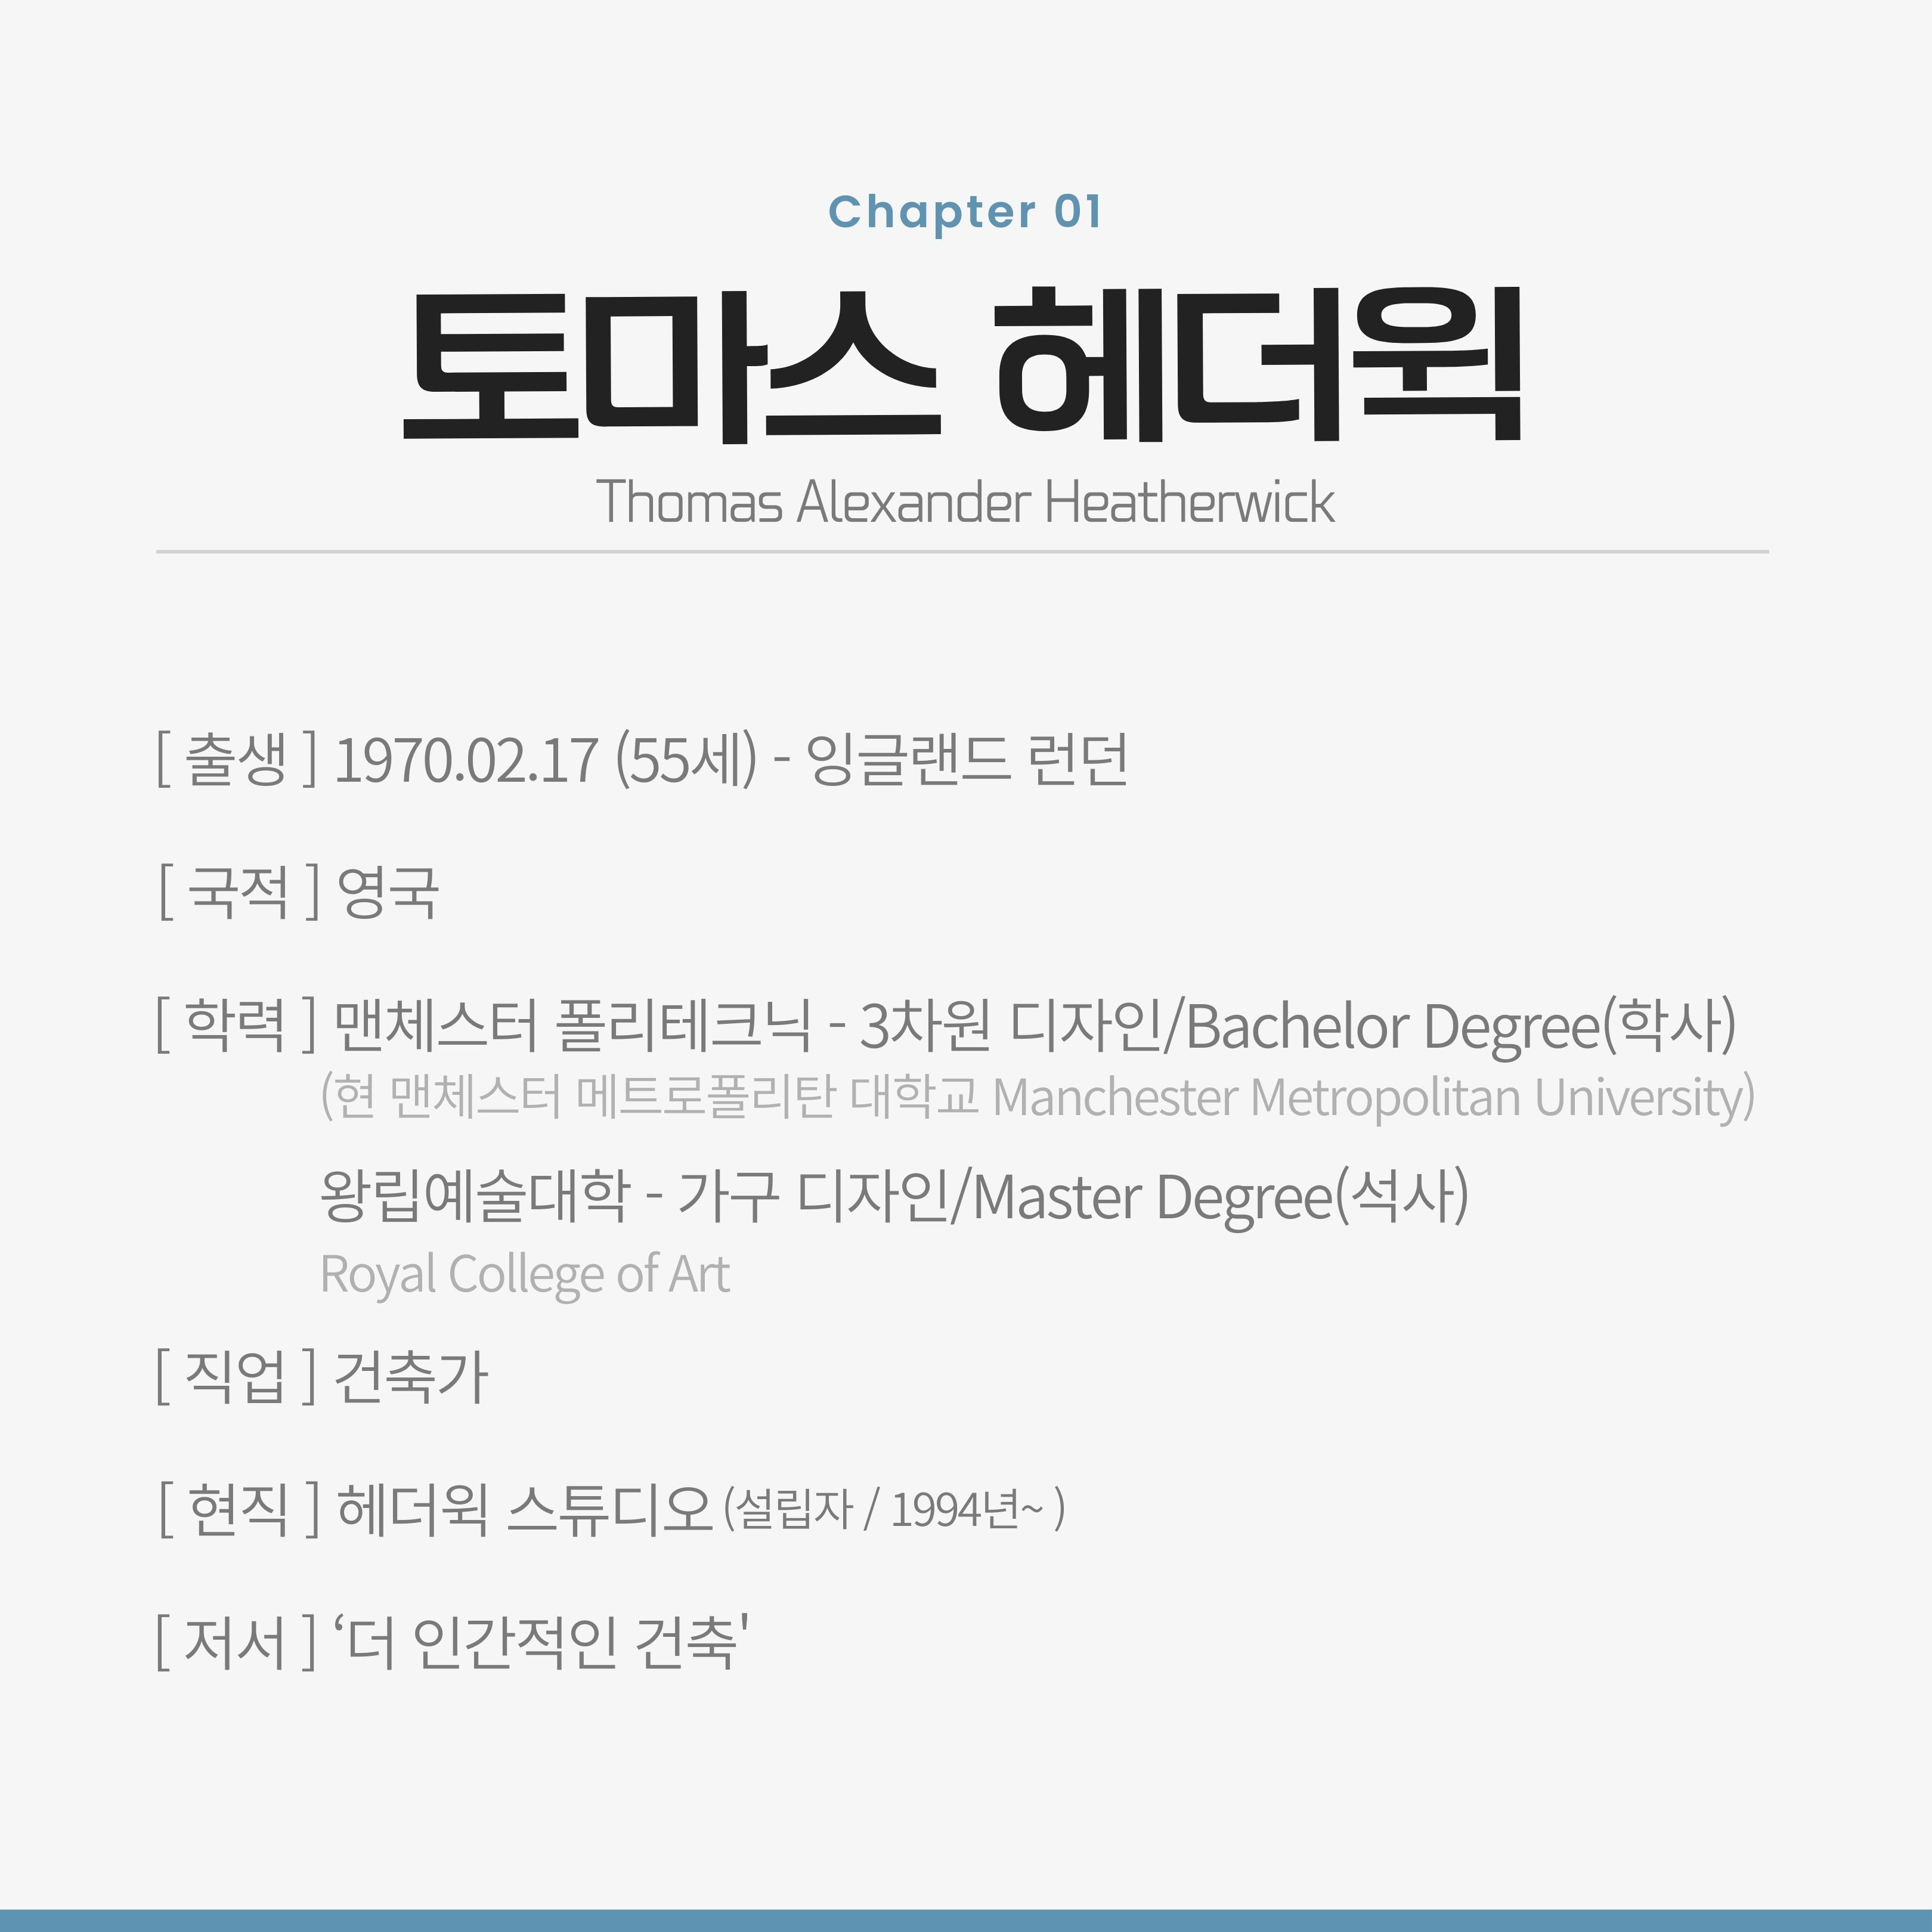 Chapter 01
토마스 헤더윅
Thomas Alexander Heatherwick
[ 출생 ] 1970.02.17 (55세) - 잉글랜드 런던
[ 국적 ] 영국
[ 학력 ] 맨체스터 폴리테크닉 - 3차원 디자인/Bachelor Degree(학사)
(현 맨체스터 메트로폴리탄 대학교 Manchester Metropolitan University)
왕립예술대학 - 가구 디자인/Master Degree(석사)
Royal College of Art
[ 직업 ] 건축가
[ 현직 ] 헤더윅 스튜디오(설립자 / 1994년~ )
[ 저서 ] ‘더 인간적인 건축'